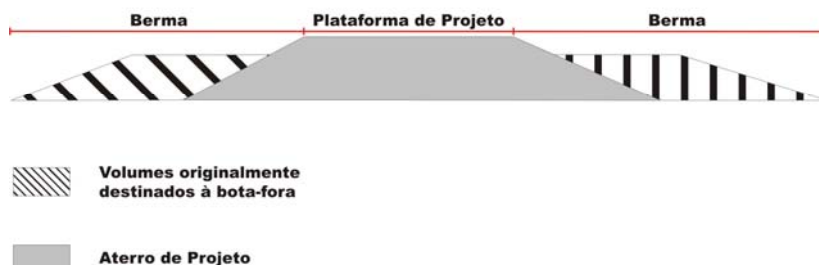 Berma
Plataforma de Projeto
Berma
Volumes originalmente
destinados à bota-fora
Aterro de Projeto